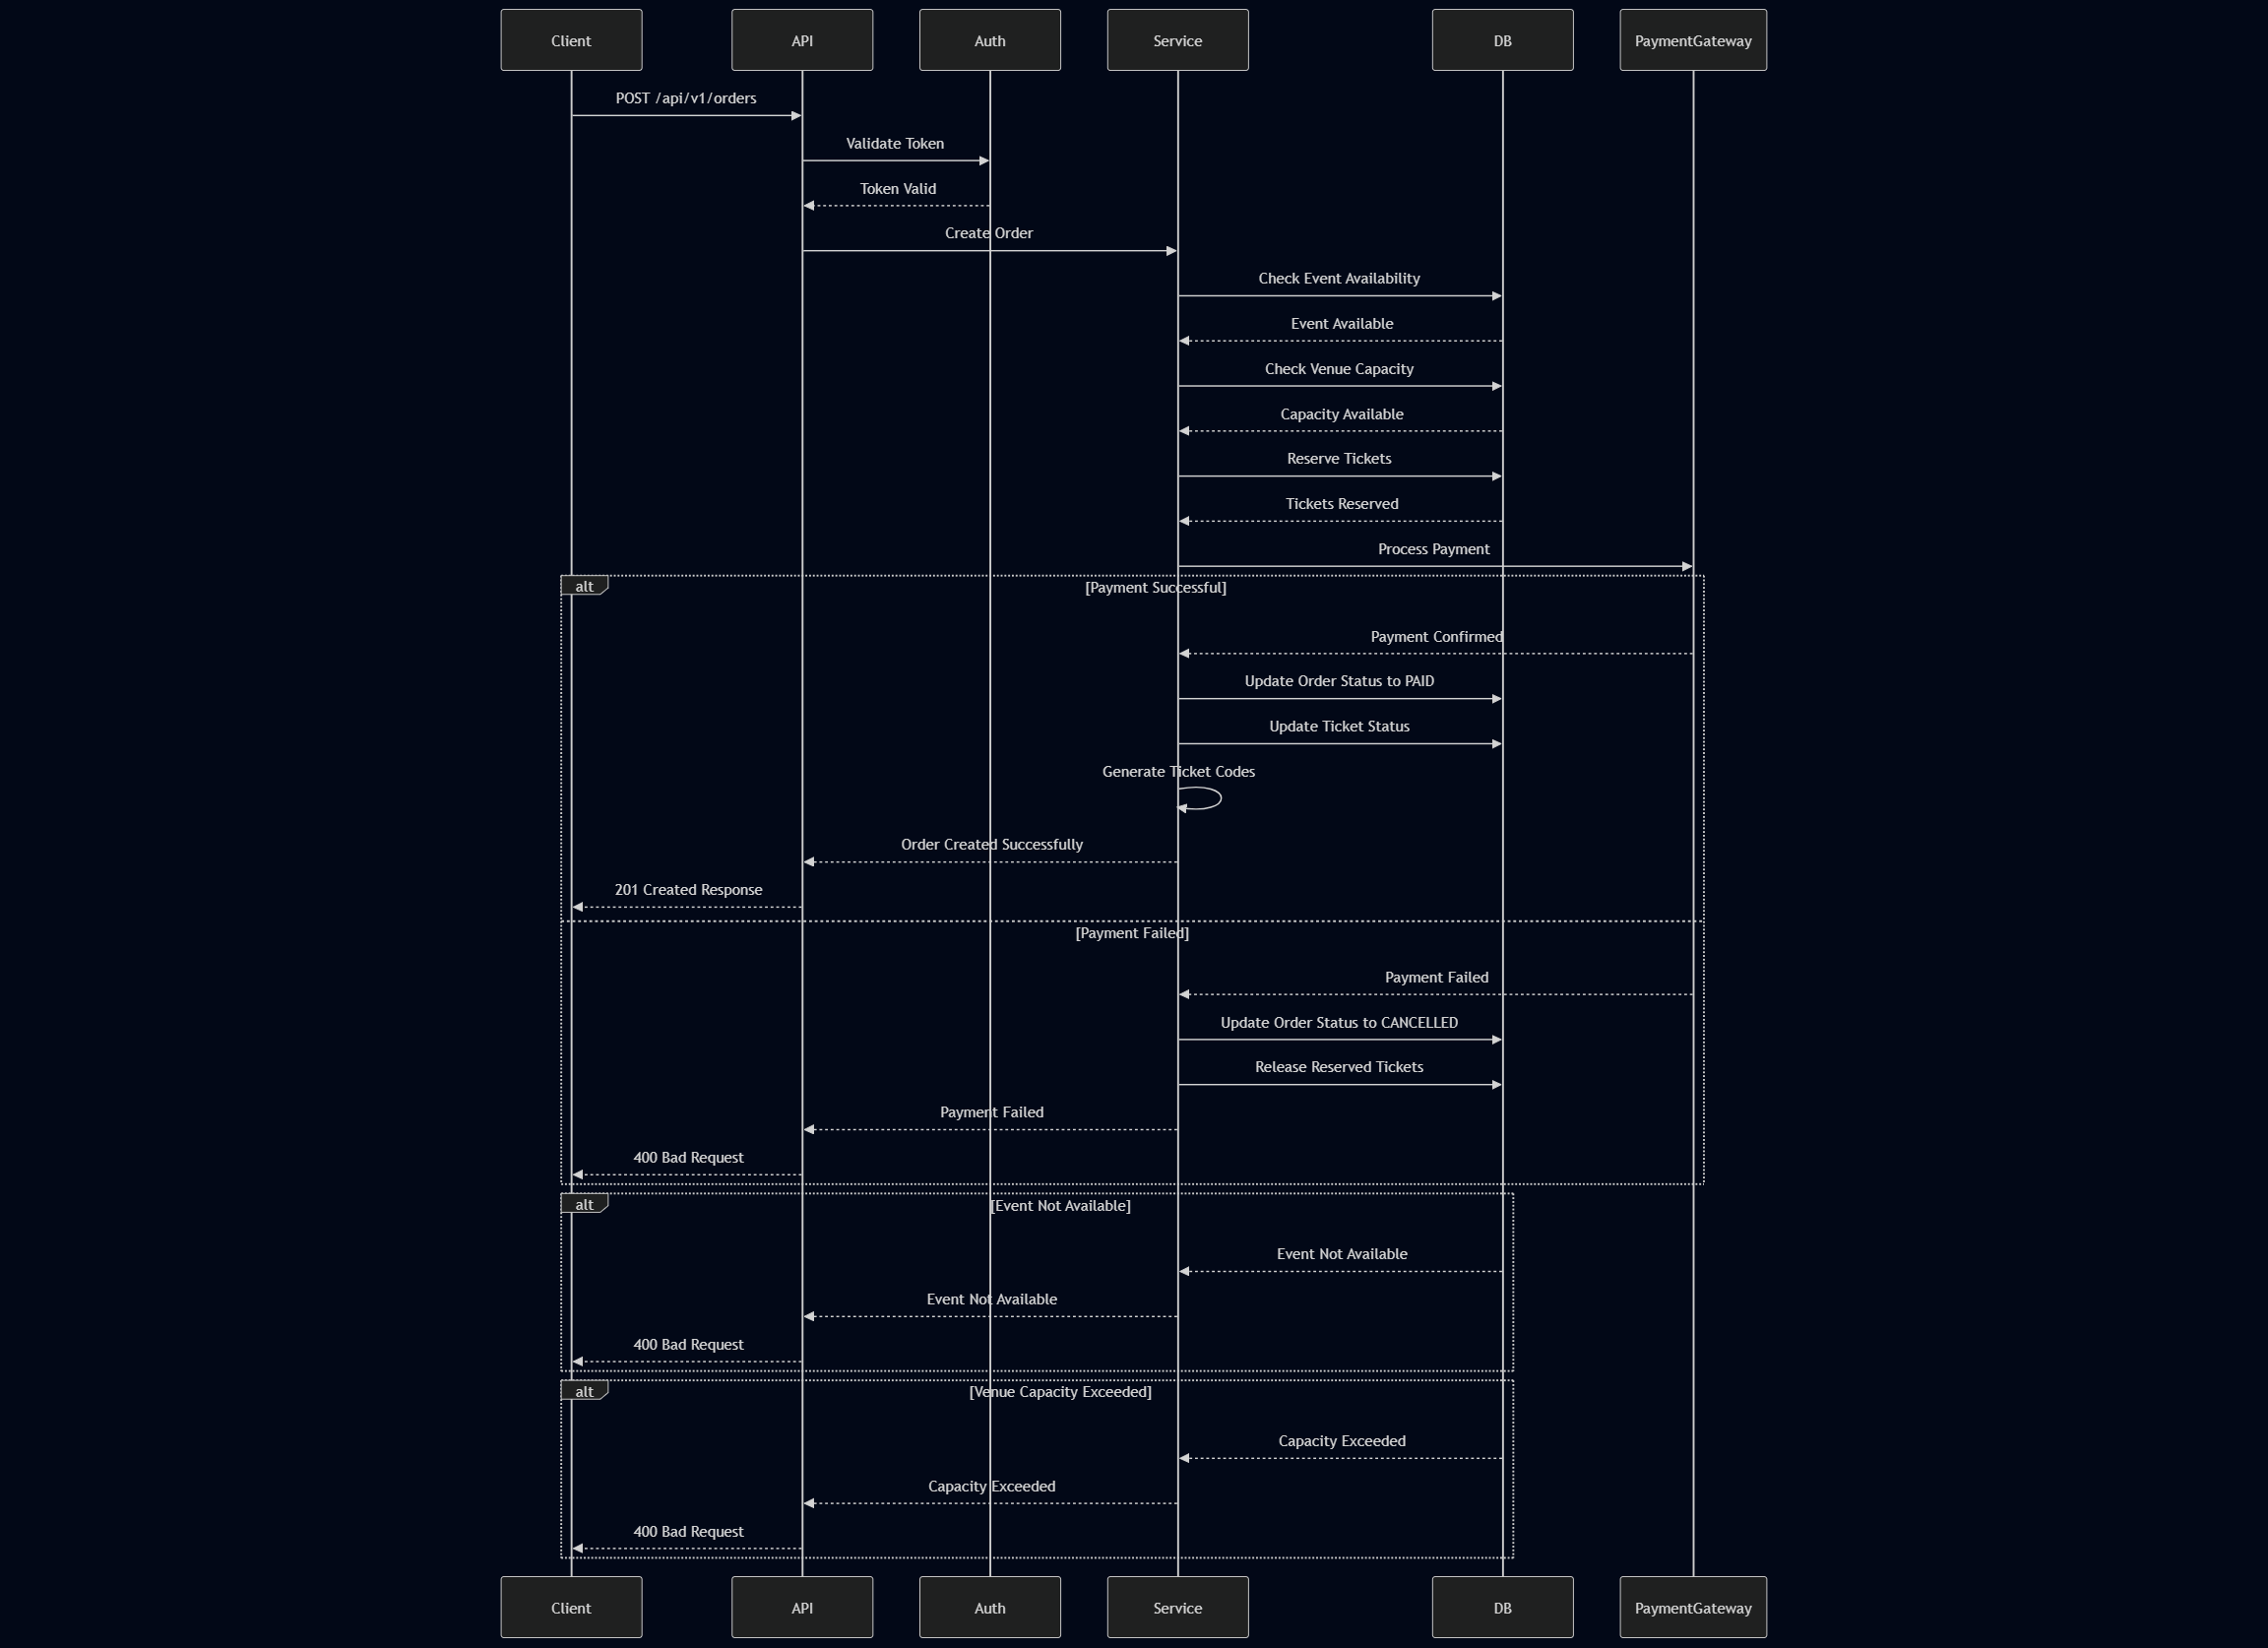 Client
API
Auth
Service
DB
PaymentGateway
POST /api/v1/orders
Validate Token
Token Valid
Create Order
Check Event Availability
Event Available
Check Venue Capacity
Capacity Available
Reserve Tickets
Tickets Reserved
Process Payment
alt
[Payment Successful]
Payment Confirmed
Update Order Status to PAID
Update Ticket Status
Generate Ticket Codes
Order Created Successfully
201 Created Response
[Payment Failed]
Payment Failed
Update Order Status to CANCELLED
Release Reserved Tickets
Payment Failed
400 Bad Request
alt
[Event Not Available]
Event Not Available
Event Not Available
400 Bad Request
alt
[Venue Capacity Exceeded]
Capacity Exceeded
Capacity Exceeded
400 Bad Request
Client
API
Auth
Service
DB
PaymentGateway